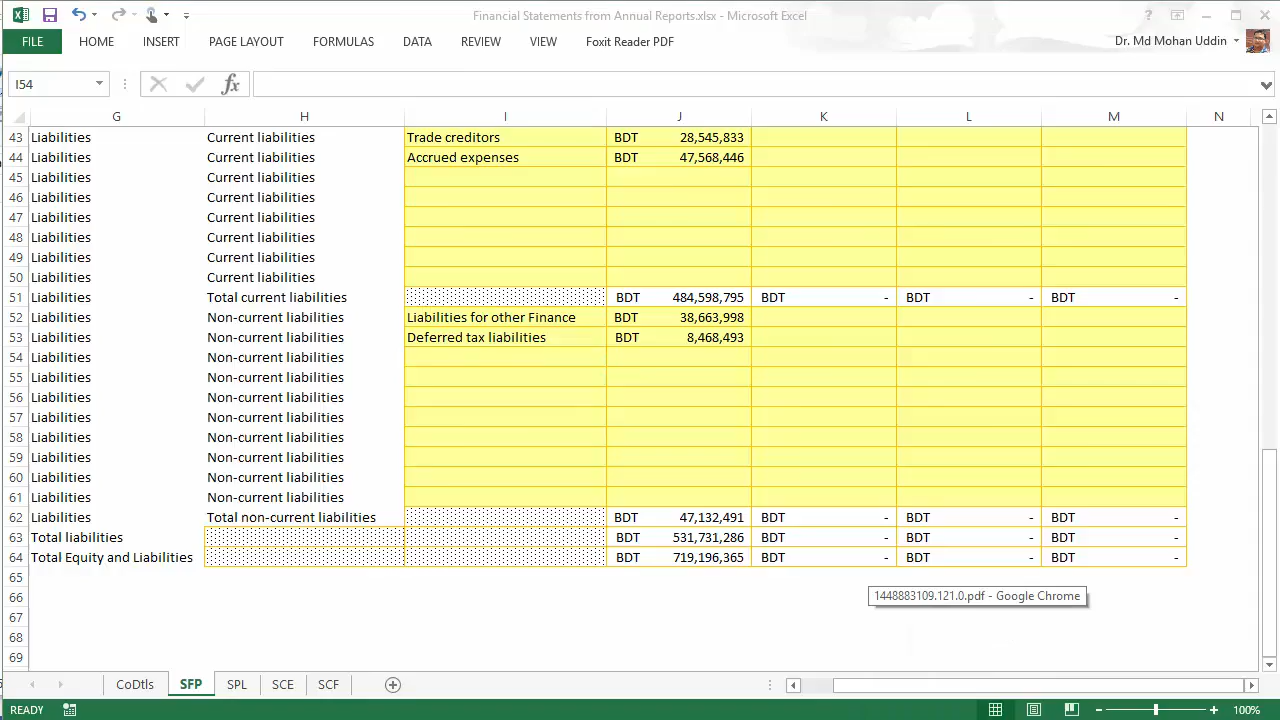 Financial Statements from Annual Reports.xlsx - Microsoft Excel
FILE HOME INSERT PAGE LAYOUT FORMULAS DATA REVIEW VIEW Foxit Reader PDF Dr. Md Mohan Uddin
I54 fx
G H I J K L M N
43 Liabilities Current liabilities Trade creditors BDT 28,545,833
44 Liabilities Current liabilities Accrued expenses BDT 47,568,446
45 Liabilities Current liabilities
46 Liabilities Current liabilities
47 Liabilities Current liabilities
48 Liabilities Current liabilities
49 Liabilities Current liabilities
50 Liabilities Current liabilities
51 Liabilities Total current liabilities BDT 484,598,795 BDT - BDT - BDT -
52 Liabilities Non-current liabilities Liabilities for other Finance BDT 38,663,998
53 Liabilities Non-current liabilities Deferred tax liabilities BDT 8,468,493
54 Liabilities Non-current liabilities
55 Liabilities Non-current liabilities
56 Liabilities Non-current liabilities
57 Liabilities Non-current liabilities
58 Liabilities Non-current liabilities
59 Liabilities Non-current liabilities
60 Liabilities Non-current liabilities
61 Liabilities Non-current liabilities
62 Liabilities Total non-current liabilities BDT 47,132,491 BDT - BDT - BDT -
63 Total liabilities BDT 531,731,286 BDT - BDT - BDT -
64 Total Equity and Liabilities BDT 719,196,365 BDT - BDT - BDT -
65
66
1448883109.121.0.pdf - Google Chrome
67
68
69
CoDtls SFP SPL SCE SCF
READY 100%